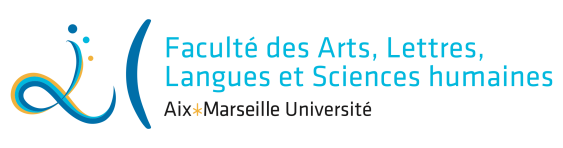 Faculté des Arts, Lettres,
Langues et Sciences humaines
Aix*Marseille Université